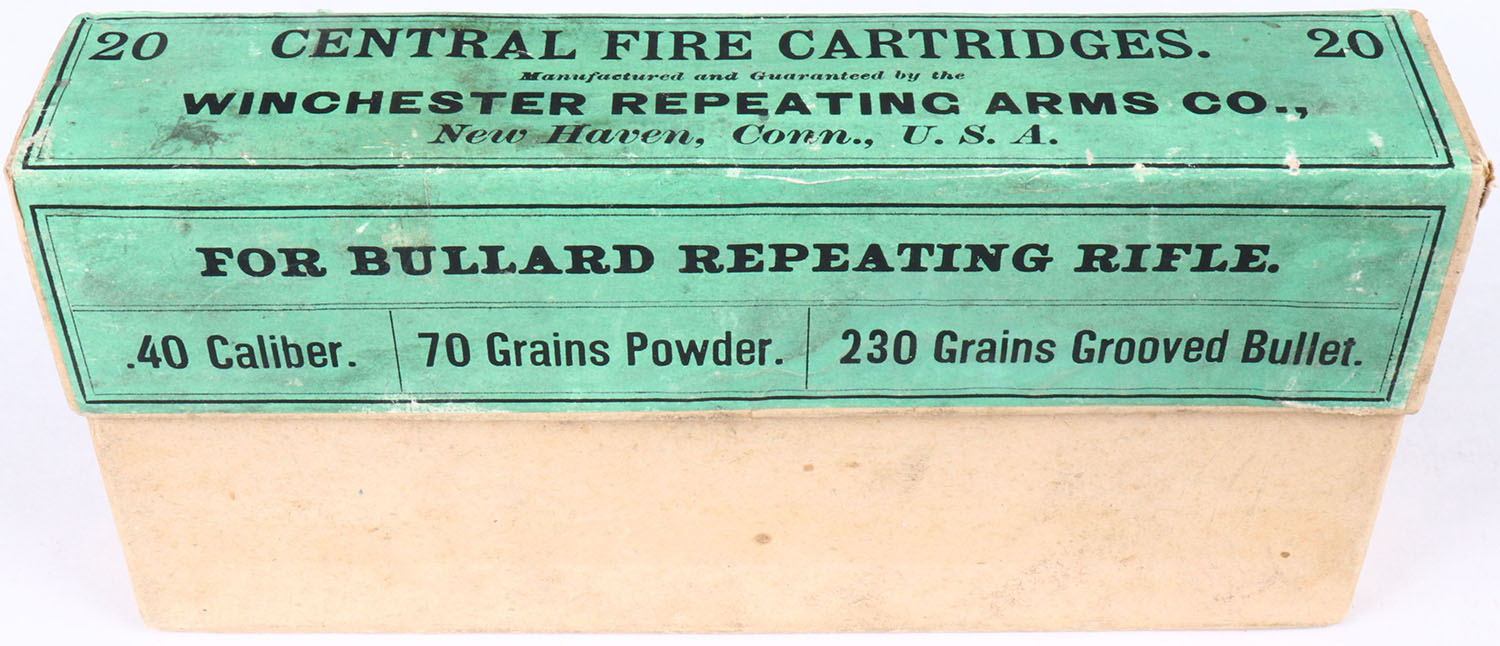 20 CENTRAL FIRE CARTRIDGES. 20
Manufactured and Guaranteed by the
WINCHESTER REPEATING ARMS CO.,
New Haven, Conn., U. S. A.
FOR BULLARD REPEATING RIFLE.
.40 Caliber. 70 Grains Powder. 230 Grains Grooved Bullet.